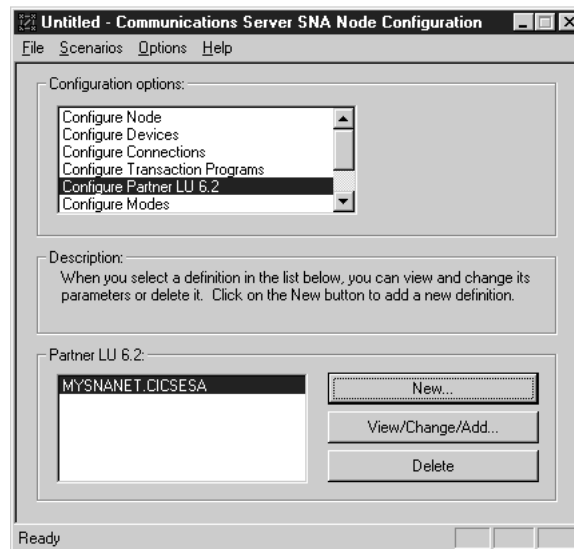 Untitled - Communications Server SNA Node Configuration
File Scenarios Options Help
Configuration options:
Configure Node
Configure Devices
Configure Connections
Configure Transaction Programs
Configure Partner LU 6.2
Configure Modes
Description:
When you select a definition in the list below, you can view and change its
parameters or delete it. Click on the New button to add a new definition.
Partner LU 6.2:
MYSNANET.CICSESA
New...
View/Change/Add...
Delete
Ready